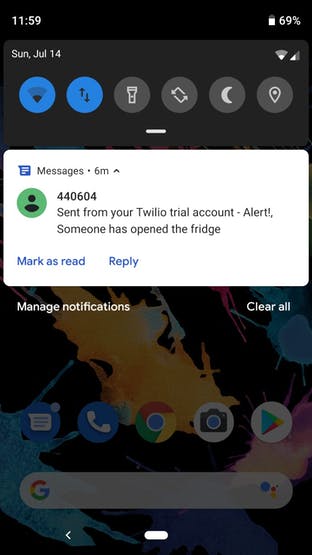 11:59
69%
Sun, Jul 14
Messages • 6m
440604
Sent from your Twilio trial account - Alert!,
Someone has opened the fridge
Mark as read
Reply
Manage notifications
Clear all